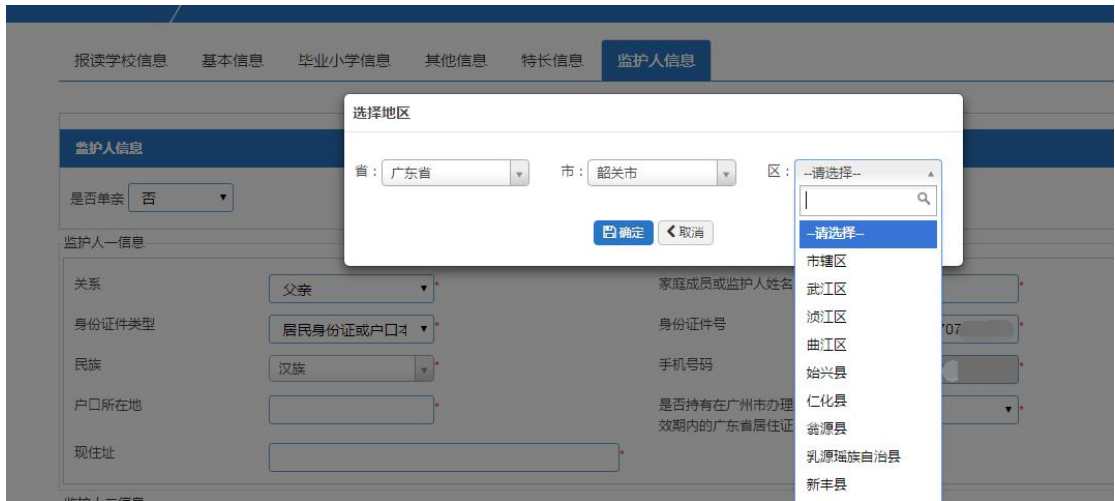 报读学校信息 基本信息 毕业小学信息 其他信息 特长信息 监护人信息
选择地区
监护人信息
省： 广东省 市： 韶关市 区： --请选择--
是否单亲 否
--请选择--
确定 取消
监护人一信息
市辖区
关系 父亲 * 家庭成员或监护人姓名 *
武江区
浈江区
身份证件类型 居民身份证或户口 * 身份证件号 707 *
曲江区
民族 汉族 * 手机号码 *
始兴县
仁化县
户口所在地 * 是否持有在广州市办理 *
效期内的广东省居住证
翁源县
现住址 *
乳源瑶族自治县
新丰县
监护人二信息